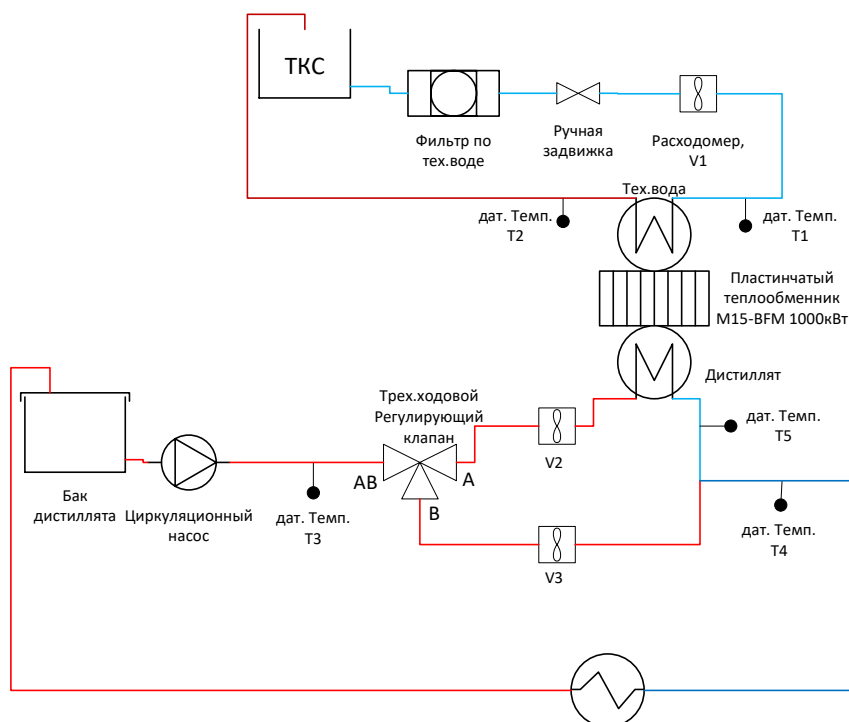 ТКС
Фильтр по
тех.воде
Ручная
задвижка
Расходомер,
V1
Тех.вода
дат. Темп.
T2
дат. Темп.
T1
Пластинчатый
теплообменник
M15-BFM 1000кВт
Дистиллят
Трех.ходовой
Регулирующий
клапан
дат. Темп.
T5
V2
AB
A
B
Бак
дистиллята
Циркуляционный
насос
дат. Темп.
T3
V3
дат. Темп.
T4